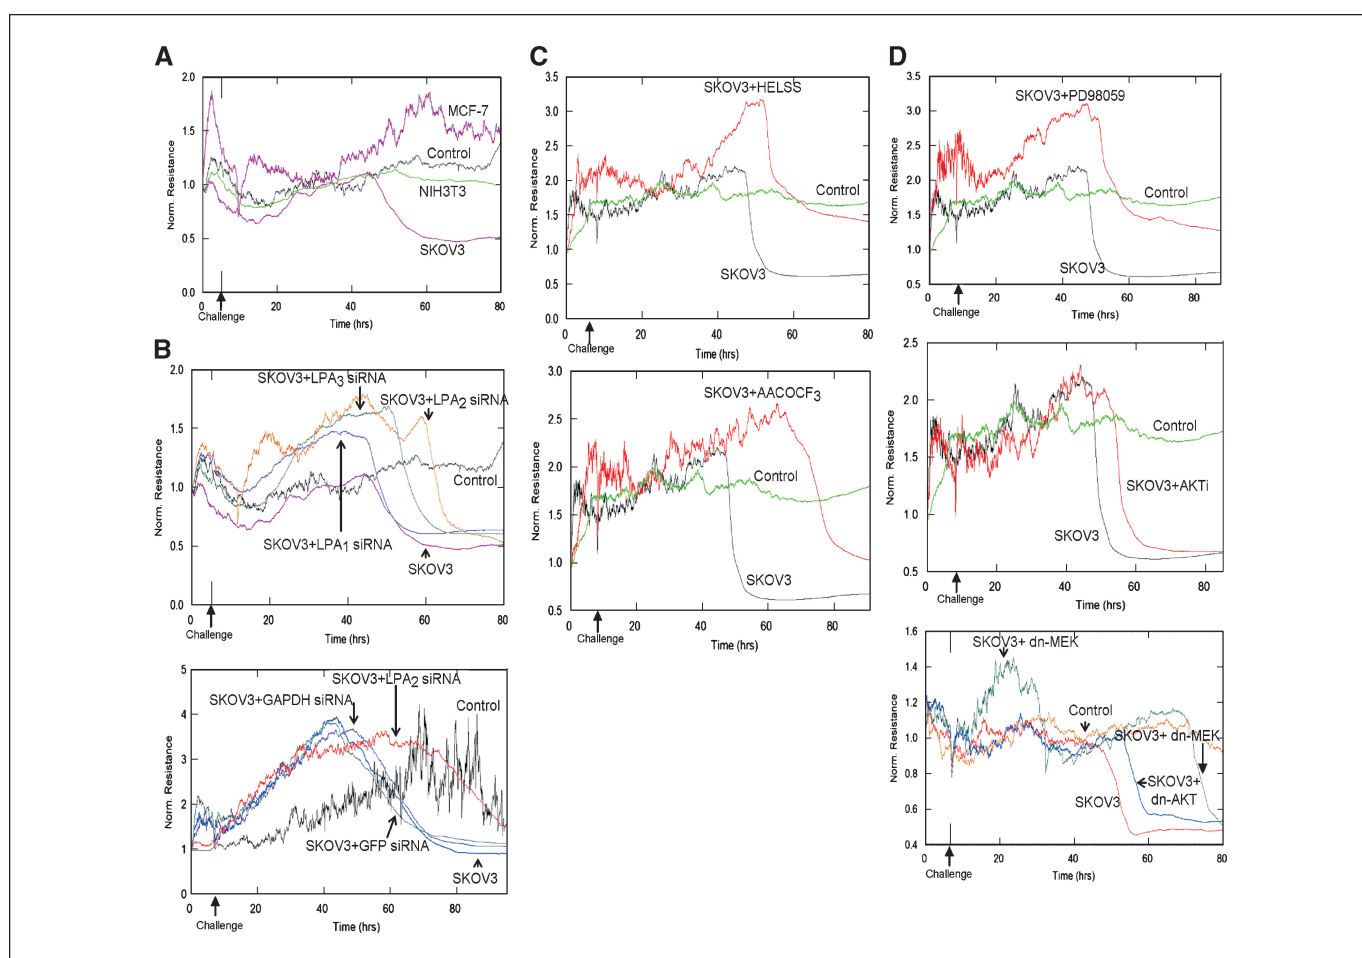 A
2.0
1.5
1.0
0.5
0.0
Norm. Resistance
MCF-7
Control
NIH3T3
SKOV3
0 20 40 60 80
Challenge
Time (hrs)
B
2.0
1.5
1.0
0.5
0.0
Norm. Resistance
SKOV3+LPA3 siRNA
SKOV3+LPA2 siRNA
Control
SKOV3+LPA1 siRNA
SKOV3
0 20 40 60 80
Challenge
Time (hrs)
5
4
3
2
1
0
Norm. Resistance
SKOV3+LPA2 siRNA
SKOV3+GAPDH siRNA
Control
SKOV3+GFP siRNA
SKOV3
0 20 40 60 80
Challenge
Time (hrs)
C
3.5
3.0
2.5
2.0
1.5
1.0
0.5
0.0
Norm. Resistance
SKOV3+HELSS
Control
SKOV3
0 20 40 60 80
Challenge
Time (hrs)
3.0
2.5
2.0
1.5
1.0
0.5
Norm. Resistance
SKOV3+AACOCF3
Control
SKOV3
0 20 40 60 80
Challenge
Time (hrs)
D
3.5
3.0
2.5
2.0
1.5
1.0
0.5
Norm. Resistance
SKOV3+PD98059
Control
SKOV3
0 20 40 60 80
Challenge
Time (hrs)
2.5
2.0
1.5
1.0
0.5
Norm. Resistance
Control
SKOV3+AKTi
SKOV3
0 20 40 60 80
Challenge
Time (hrs)
1.6
1.4
1.2
1.0
0.8
0.6
0.4
Norm. Resistance
SKOV3+ dn-MEK
Control
SKOV3+ dn-MEK
SKOV3+
dn-AKT
SKOV3
0 20 40 60 80
Challenge
Time (hrs)